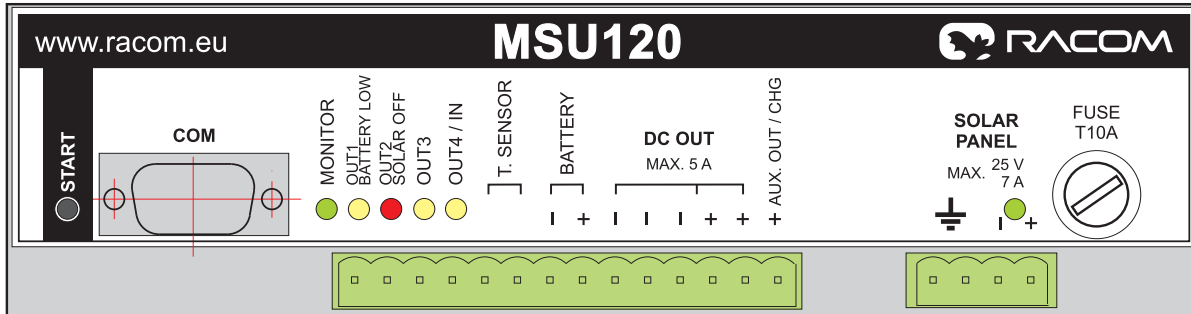 www.racom.eu
MSU120
RACOM
START
COM
MONITOR
OUT1
BATTERY LOW
OUT2
SOLAR OFF
OUT3
OUT4 / IN
T. SENSOR
BATTERY
- +
DC OUT
MAX. 5 A
- - - + +
AUX. OUT / CHG
+
SOLAR
PANEL
MAX. 25 V
7 A
- +
FUSE
T10A